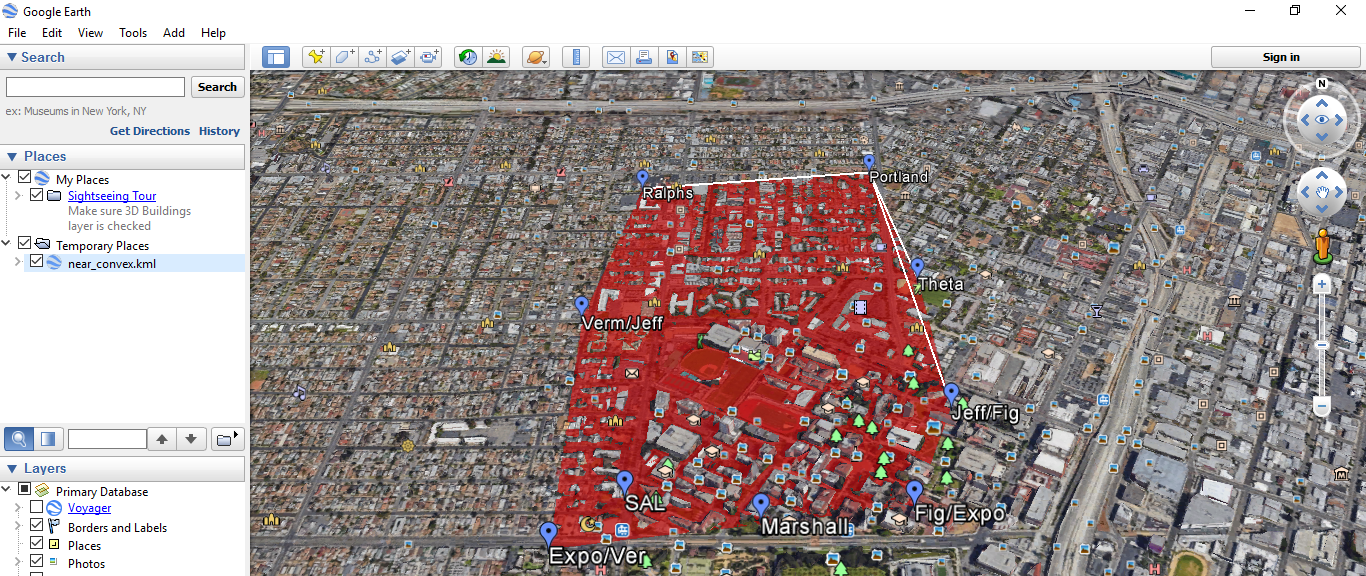 Google Earth
File Edit View Tools Add Help
Search
Search
ex: Museums in New York, NY
Get Directions History
Places
My Places
Sightseeing Tour
Make sure 3D Buildings
layer is checked
Temporary Places
near_convex.kml
Layers
Primary Database
Voyager
Borders and Labels
Places
Photos
Sign in
N
Ralphs
Portland
Theta
Verm/Jeff
Jeff/Fig
SAL
Marshall
Fig/Expo
Expo/Ver